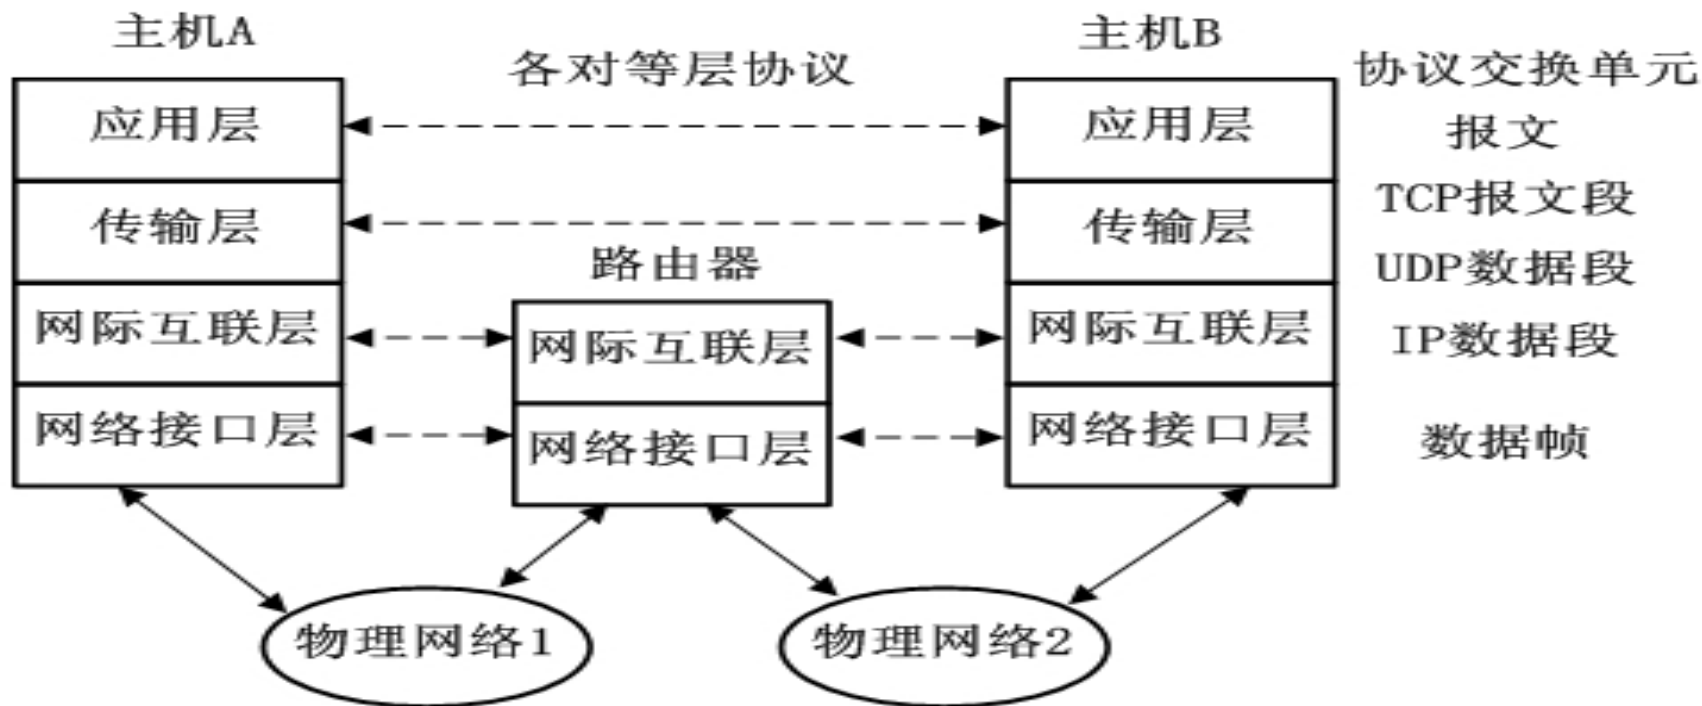 主机A
主机B
各对等层协议
协议交换单元
应用层
应用层
报文
传输层
传输层
TCP报文段
UDP数据段
路由器
网际互联层
网际互联层
网际互联层
IP数据段
网络接口层
网络接口层
网络接口层
数据帧
物理网络1
物理网络2